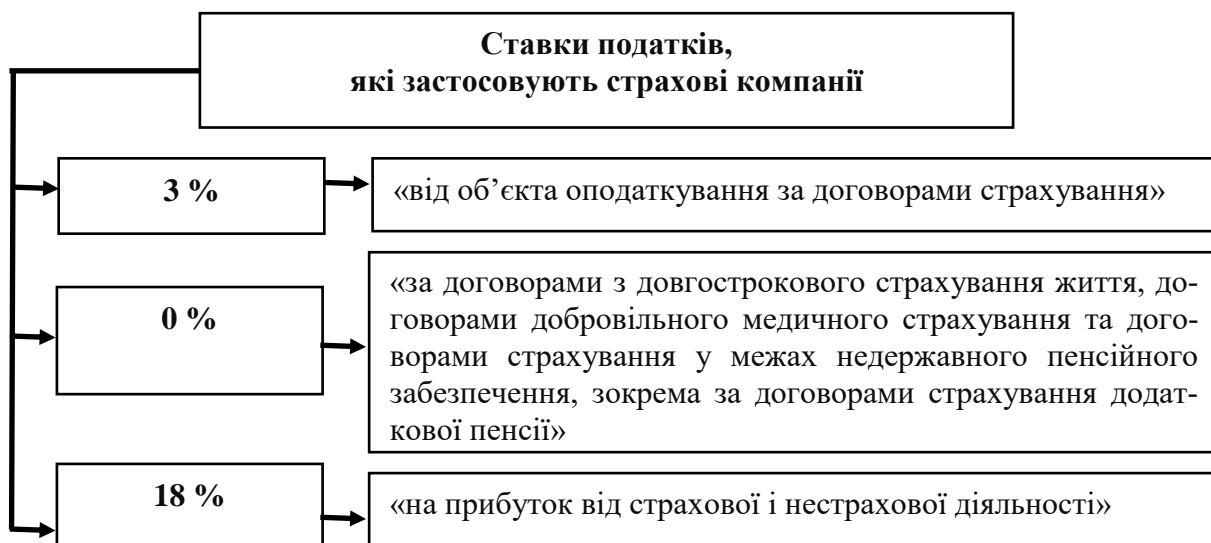 Ставки податків,
які застосовують страхові компанії
3 %
«від об’єкта оподаткування за договорами страхування»
0 %
«за договорами з довгострокового страхування життя, до-
говорами добровільного медичного страхування та дого-
ворами страхування у межах недержавного пенсійного
забезпечення, зокрема за договорами страхування додат-
кової пенсії»
18 %
«на прибуток від страхової і нестрахової діяльності»